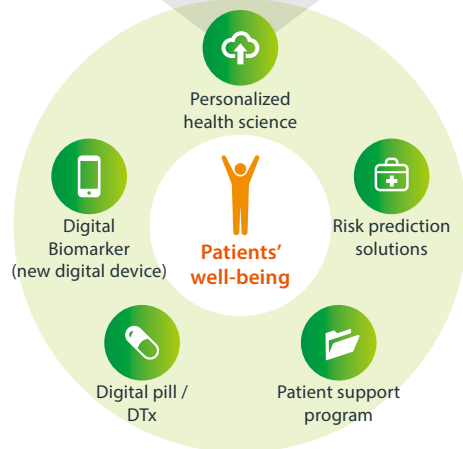 Personalized
health science
Digital
Biomarker
(new digital device)
Patients’
well-being
Risk prediction
solutions
Digital pill /
DTx
Patient support
program